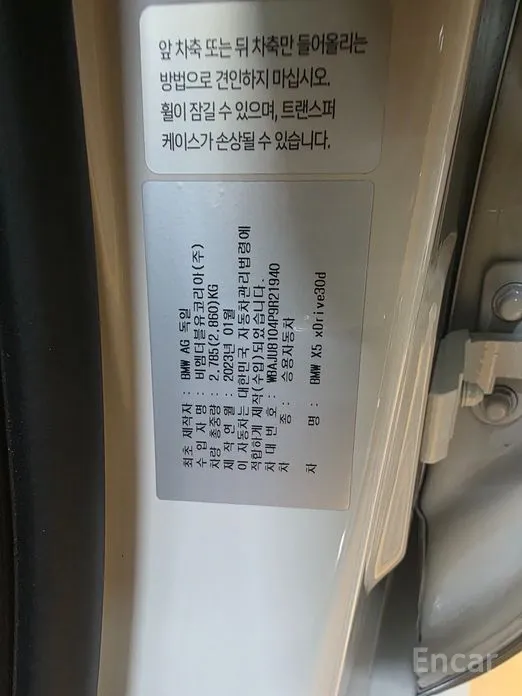 앞 차축 또는 뒤 차축만 들어올리는
방법으로 견인하지 마십시오.
휠이 잠길 수 있으며, 트랜스퍼
케이스가 손상될 수 있습니다.
최초 제작자 : BMW AG 독일
수 입 자 명 : 비엠더블유코리아(주)
차량 총중량 : 2,785(2,860)KG
제 작 연 월 : 2023년 01월
이 자동차는 대한민국 자동차관리법령에
적합하게 제작(수입)되었습니다.
차 대 번 호 : WBAJU8104P9R21940
차 종 : 승용자동차
차 명 : BMW X5 xDrive30d
Encar